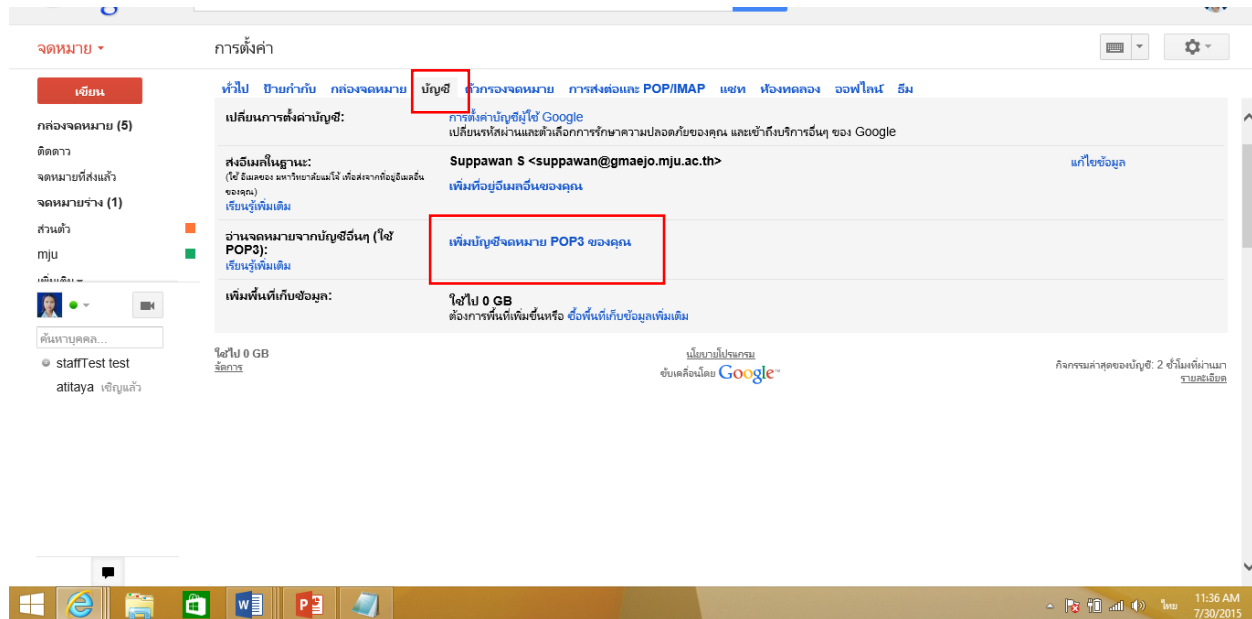 จดหมาย
การตั้งค่า
เขียน
ทั่วไป ป้ายกำกับ กล่องจดหมาย บัญชี ตัวกรองจดหมาย การส่งต่อและ POP/IMAP แชท ห้องทดลอง ออฟไลน์ ธีม
กล่องจดหมาย (5)
ติดดาว
จดหมายที่ส่งแล้ว
จดหมายร่าง (1)
ส่วนตัว
mju
เพิ่มเติม
เปลี่ยนการตั้งค่าบัญชี:
การตั้งค่าบัญชีผู้ใช้ Google
เปลี่ยนรหัสผ่านและตัวเลือกการรักษาความปลอดภัยของคุณ และเข้าถึงบริการอื่นๆ ของ Google
ส่งอีเมลในฐานะ:
(ใช้ อีเมลของ มหาวิทยาลัยแม่โจ้ เพื่อส่งจากที่อยู่อีเมลอื่น
ของคุณ)
เรียนรู้เพิ่มเติม
Suppawan S <suppawan@gmaejo.mju.ac.th>
แก้ไขข้อมูล
เพิ่มที่อยู่อีเมลอื่นของคุณ
อ่านจดหมายจากบัญชีอื่นๆ (ใช้
POP3):
เรียนรู้เพิ่มเติม
เพิ่มบัญชีจดหมาย POP3 ของคุณ
เพิ่มพื้นที่เก็บข้อมูล:
ใช้ไป 0 GB
ต้องการพื้นที่เพิ่มขึ้นหรือ ซื้อพื้นที่เก็บข้อมูลเพิ่มเติม
ค้นหาบุคคล...
staffTest test
atitaya เชิญแล้ว
ใช้ไป 0 GB
จัดการ
นโยบายโปรแกรม
ขับเคลื่อนโดย Google™
กิจกรรมล่าสุดของบัญชี: 2 ชั่วโมงที่ผ่านมา
รายละเอียด
ไทย
11:36 AM
7/30/2015